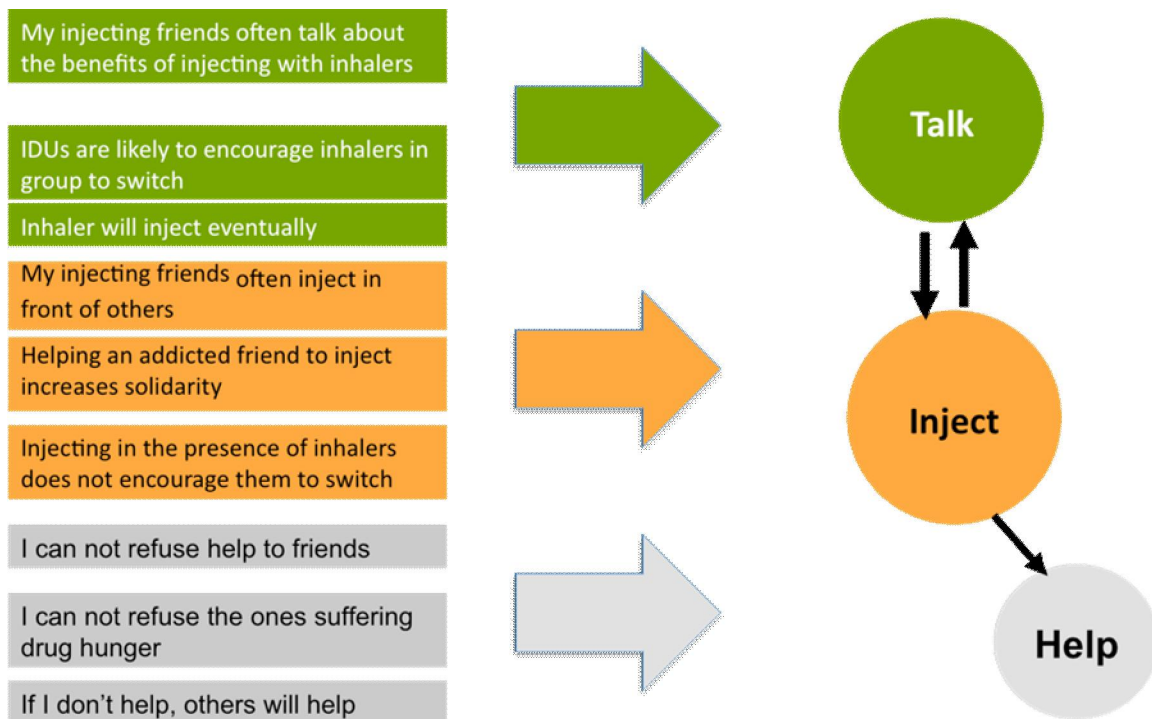 My injecting friends often talk about
the benefits of injecting with inhalers
IDUs are likely to encourage inhalers in
group to switch
Inhaler will inject eventually
My injecting friends often inject in
front of others
Helping an addicted friend to inject
increases solidarity
Injecting in the presence of inhalers
does not encourage them to switch
I can not refuse help to friends
I can not refuse the ones suffering
drug hunger
If I don't help, others will help
Talk
Inject
Help